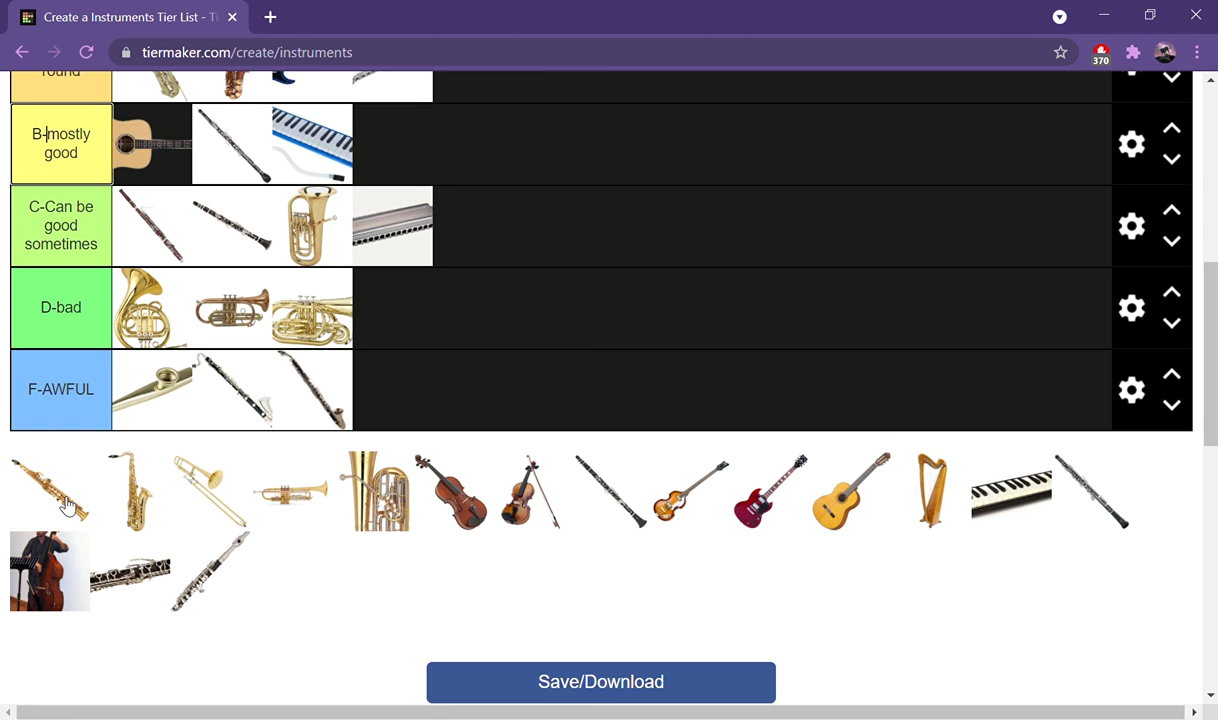 Create a Instruments Tier List - Ti
tiermaker.com/create/instruments
370
round
B-mostly
good
C-Can be
good
sometimes
D-bad
F-AWFUL
Save/Download